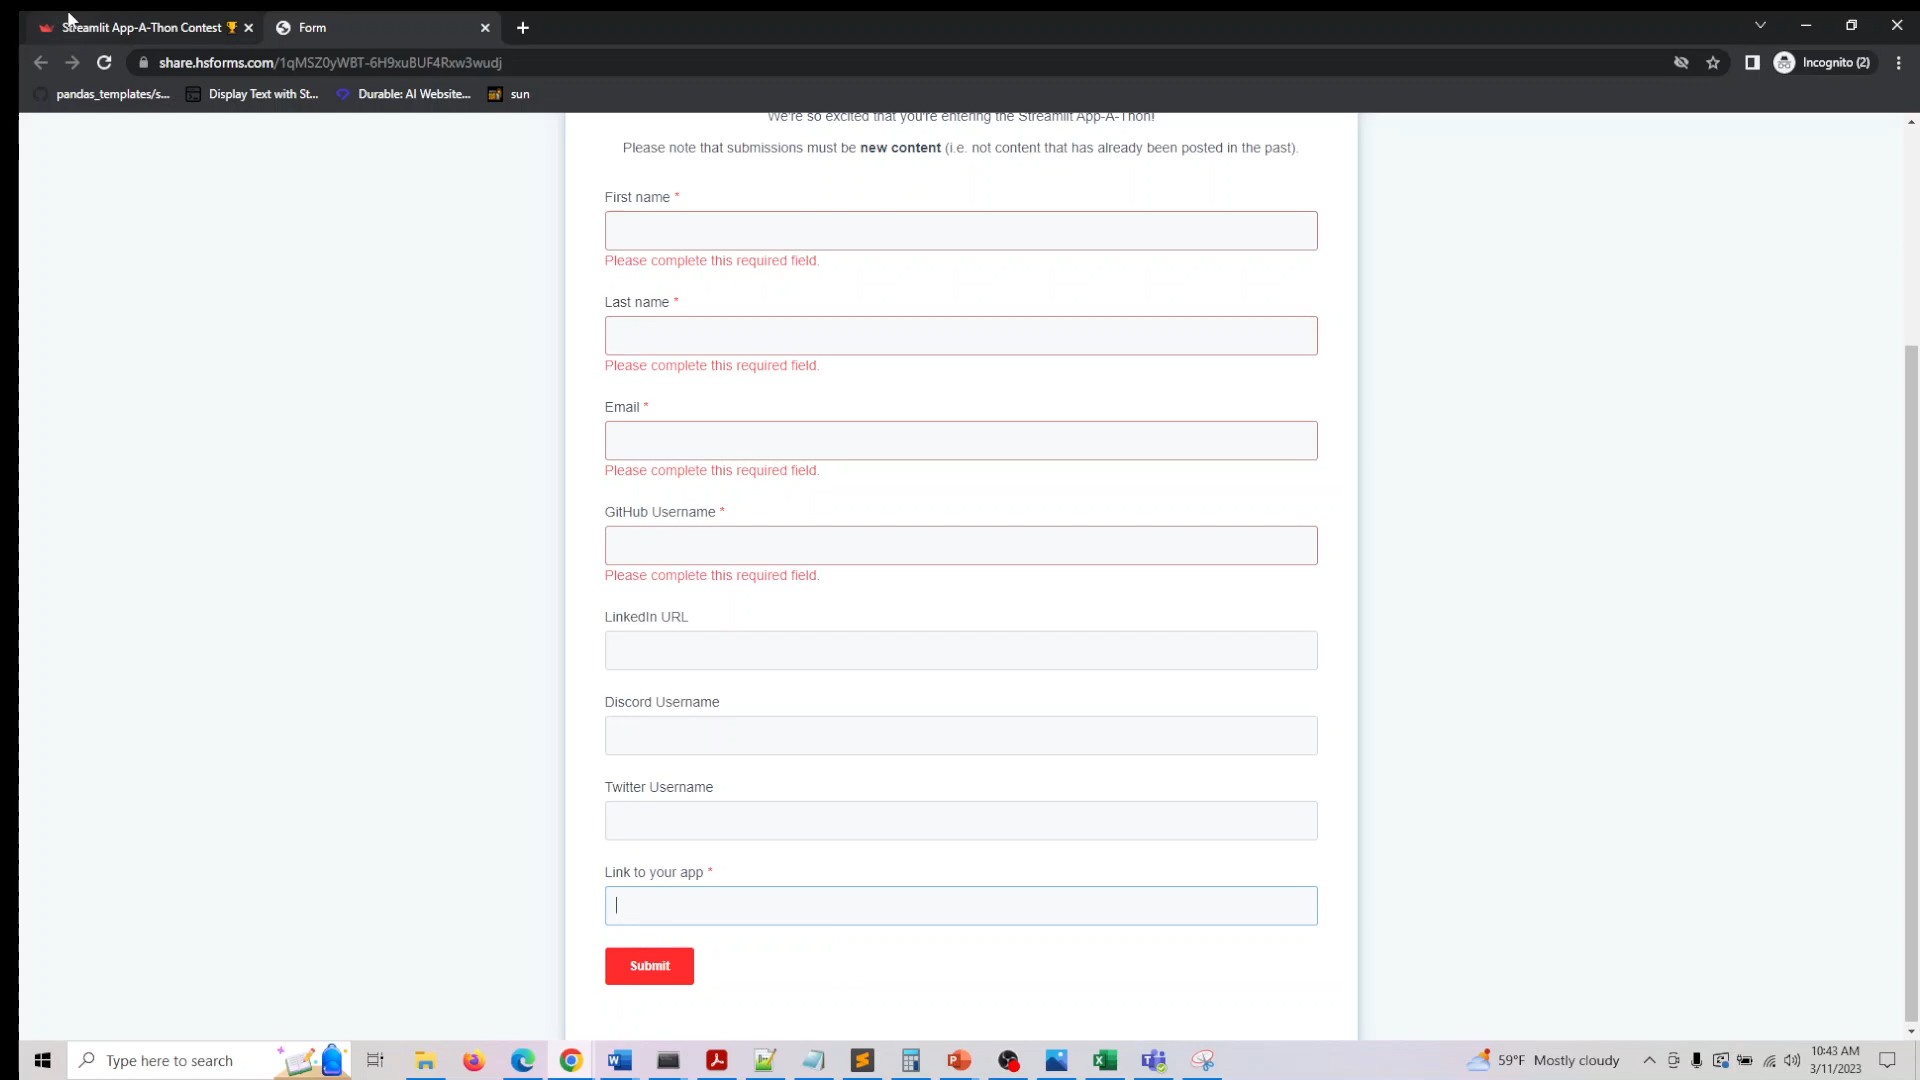 Streamlit App-A-Thon Contest 🏆
Form
share.hsforms.com/1qMSZ0yWBT-6H9xuBUF4Rxw3wudj
Incognito (2)
pandas_templates/s...
Display Text with St...
Durable: AI Website...
sun
We're so excited that you're entering the Streamlit App-A-Thon!
Please note that submissions must be new content (i.e. not content that has already been posted in the past).
First name *
Please complete this required field.
Last name *
Please complete this required field.
Email *
Please complete this required field.
GitHub Username *
Please complete this required field.
LinkedIn URL
Discord Username
Twitter Username
Link to your app *
Submit
Type here to search
59°F Mostly cloudy
10:43 AM
3/11/2023